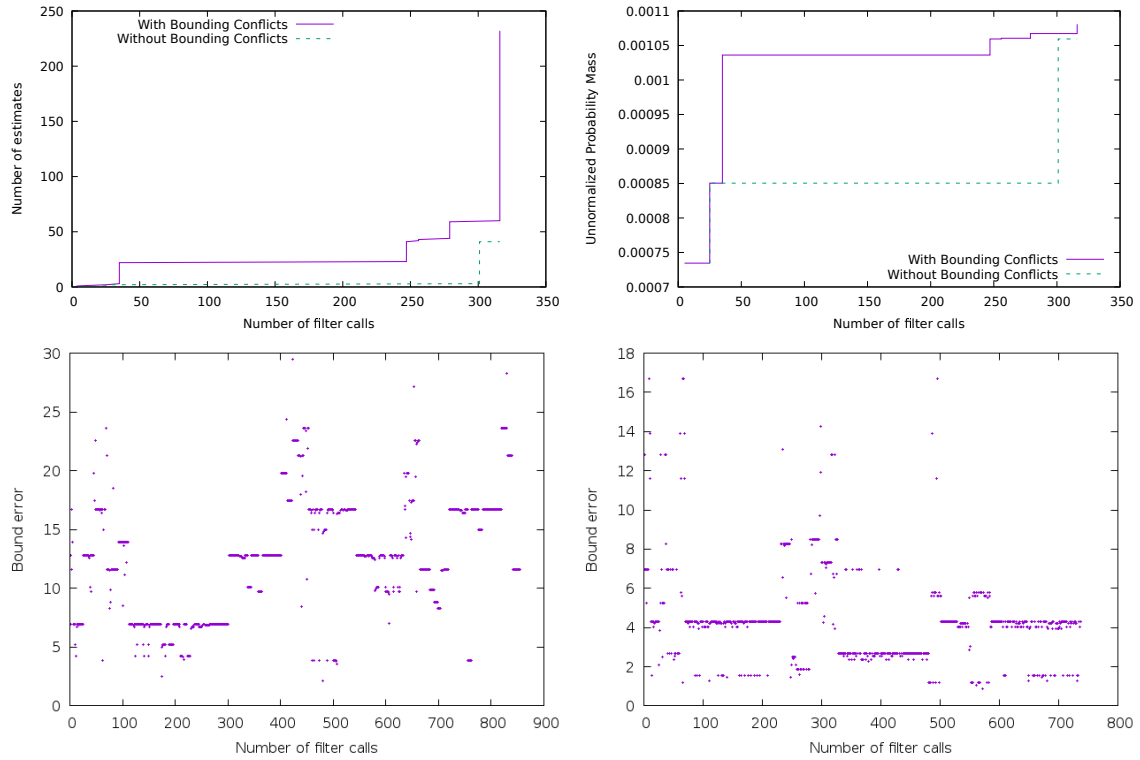 With Bounding Conflicts
Without Bounding Conflicts
Number of estimates
250
200
150
100
50
0
0 50 100 150 200 250 300 350
Number of filter calls
Unnormalized Probability Mass
0.0011
0.00105
0.001
0.00095
0.0009
0.00085
0.0008
0.00075
0.0007
With Bounding Conflicts
Without Bounding Conflicts
0 50 100 150 200 250 300 350
Number of filter calls
Bound error
30
25
20
15
10
5
0
0 100 200 300 400 500 600 700 800 900
Number of filter calls
Bound error
18
16
14
12
10
8
6
4
2
0
0 100 200 300 400 500 600 700 800
Number of filter calls